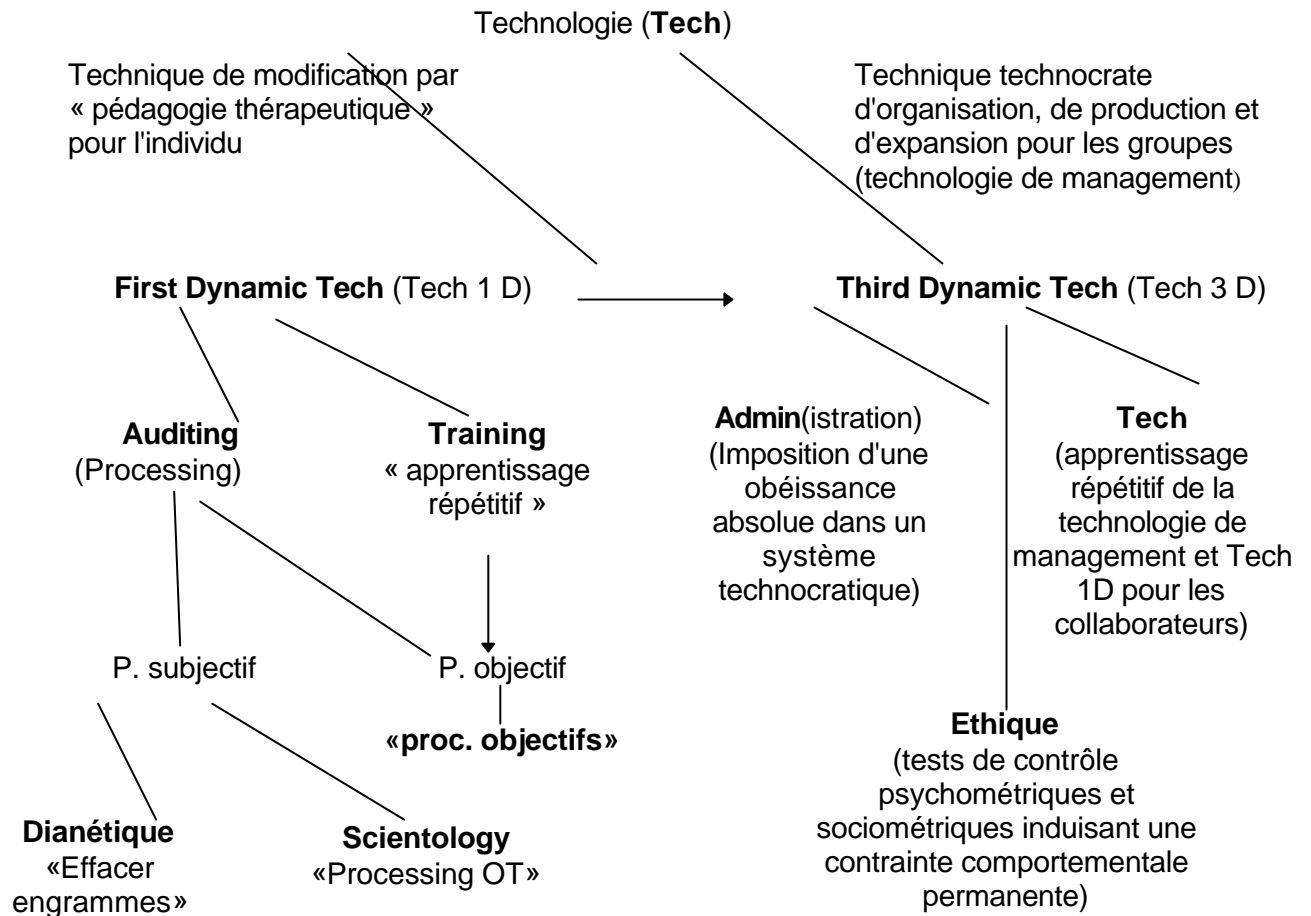 Technologie (Tech)
Technique de modification par
« pédagogie thérapeutique »
pour l'individu
Technique technocrate
d'organisation, de production et
d'expansion pour les groupes
(technologie de management)
First Dynamic Tech (Tech 1 D)
Third Dynamic Tech (Tech 3 D)
Auditing
(Processing)
Training
« apprentissage
répétitif »
Admin(istration)
(Imposition d'une
obéissance
absolue dans un
système
technocratique)
Tech
(apprentissage
répétitif de la
technologie de
management et Tech
1D pour les
collaborateurs)
P. subjectif
P. objectif
«proc. objectifs»
Ethique
(tests de contrôle
psychométriques et
sociométriques induisant une
contrainte comportementale
permanente)
Dianétique
«Effacer
engrammes»
Scientology
«Processing OT»